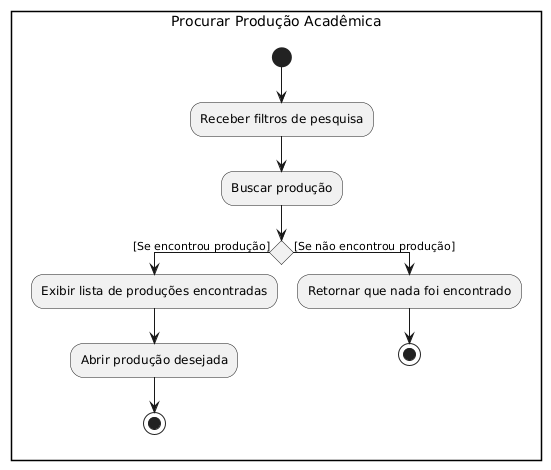 Procurar Produção Acadêmica
Receber filtros de pesquisa
Buscar produção
[Se encontrou produção]
[Se não encontrou produção]
Exibir lista de produções encontradas
Retornar que nada foi encontrado
Abrir produção desejada